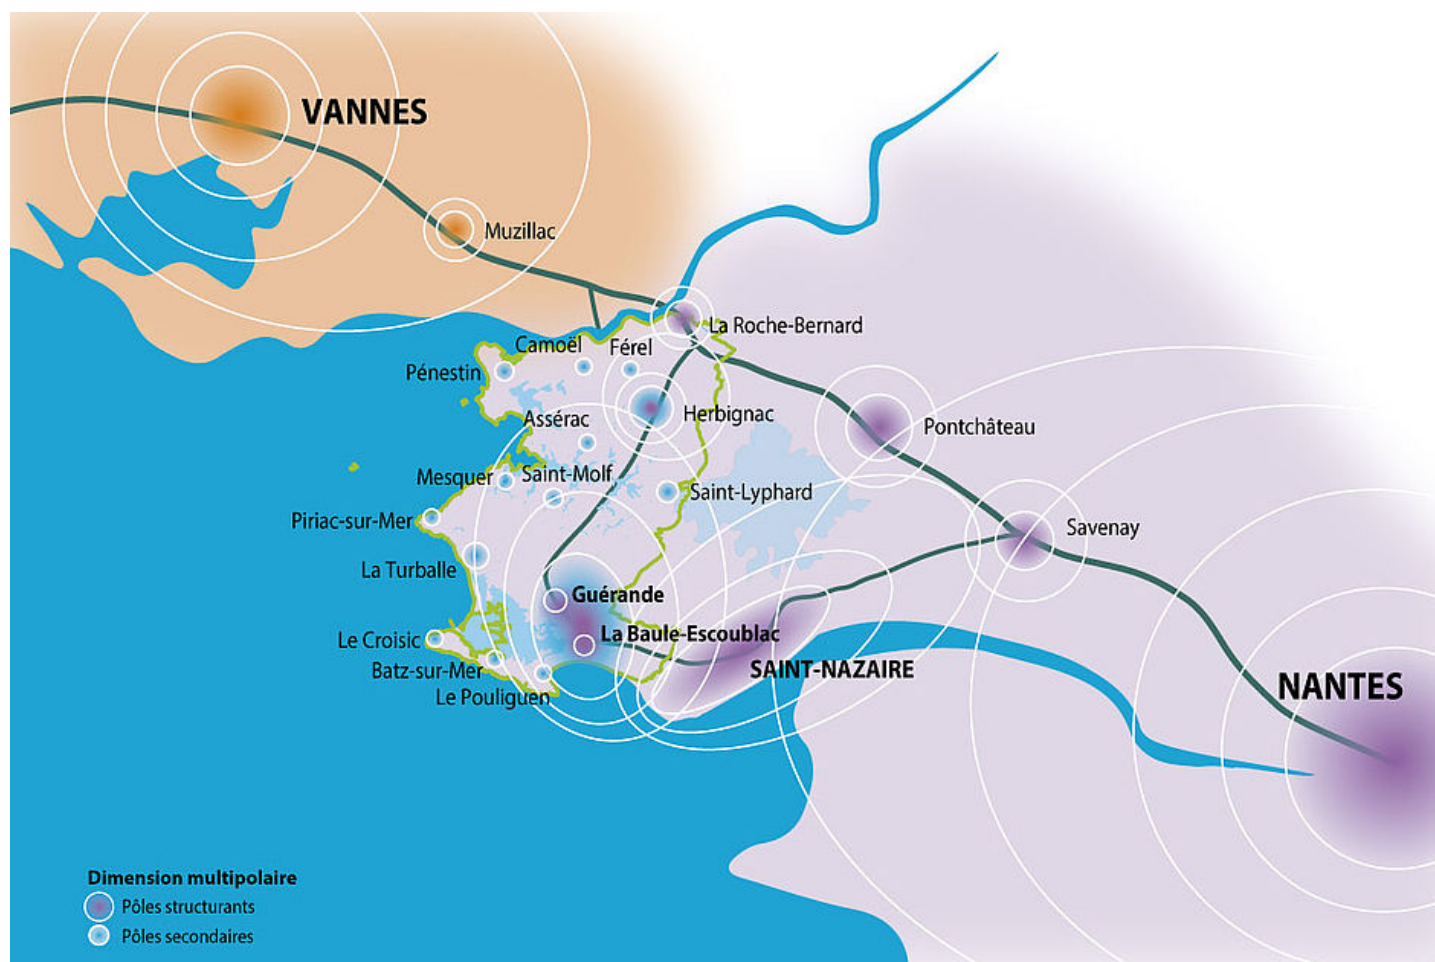 VANNES
Muzillac
La Roche-Bernard
Camoël
Férel
Pénestin
Herbignac
Assérac
Pontchâteau
Mesquer
Saint-Molf
Saint-Lyphard
Piriac-sur-Mer
Savenay
La Turballe
Guérande
La Baule-Escoublac
Le Croisic
Batz-sur-Mer
SAINT-NAZAIRE
Le Pouliguen
NANTES
Dimension multipolaire
Pôles structurants
Pôles secondaires